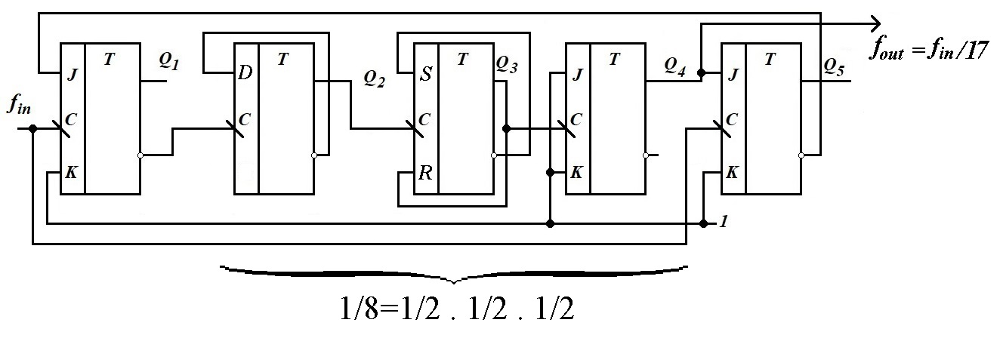 T Q1 T Q2 T Q3 T Q4 T Q5
fout =fin/17
J D S J J
fin
C C C C C
K R K K
1
1/8=1/2 . 1/2 . 1/2